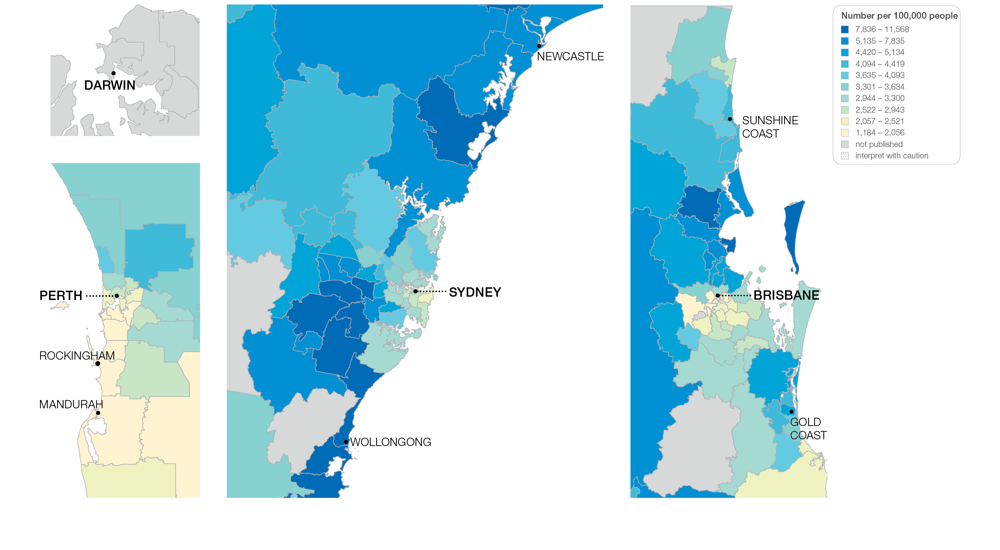 DARWIN
PERTH
ROCKINGHAM
MANDURAH
NEWCASTLE
SYDNEY
WOLLONGONG
SUNSHINE
COAST
BRISBANE
GOLD
COAST
Number per 100,000 people
7,836 – 11,568
5,135 – 7,835
4,420 – 5,134
4,094 – 4,419
3,635 – 4,093
3,301 – 3,634
2,944 – 3,300
2,522 – 2,943
2,057 – 2,521
1,184 – 2,056
not published
interpret with caution